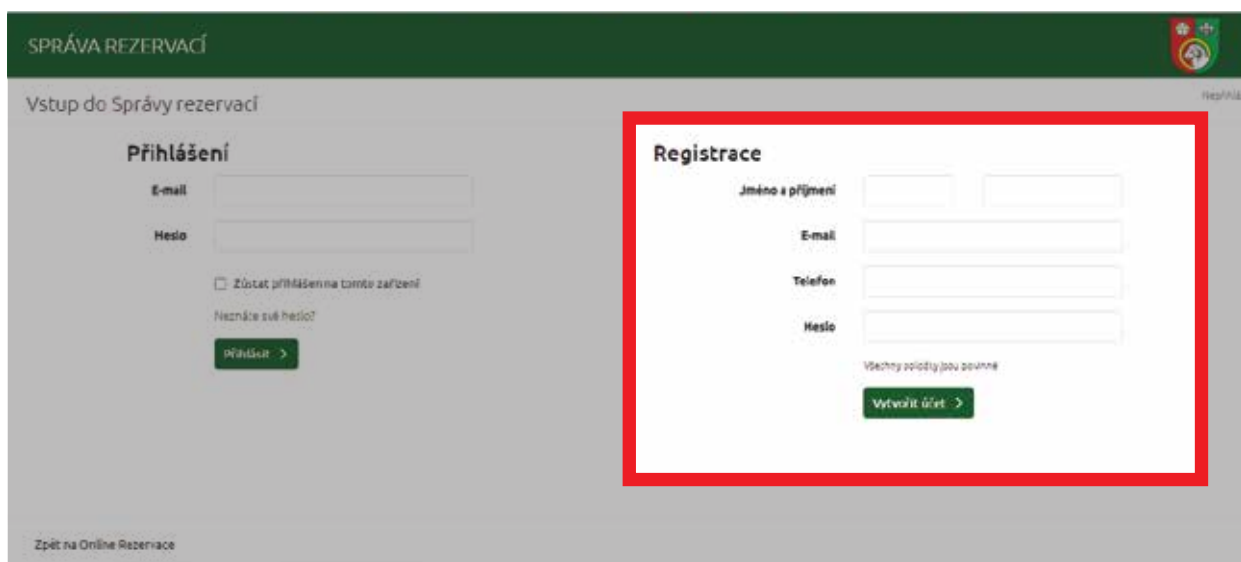 SPRÁVA REZERVACÍ
Vstup do Správy rezervací
Přihlášení
E-mail
Heslo
Zůstat přihlášen na tomto zařízení
Neznáte své heslo?
Přihlásit
Registrace
Jméno a příjmení
E-mail
Telefon
Heslo
Všechny položky jsou povinné
Vytvořit účet
Zpět na Online Rezervace